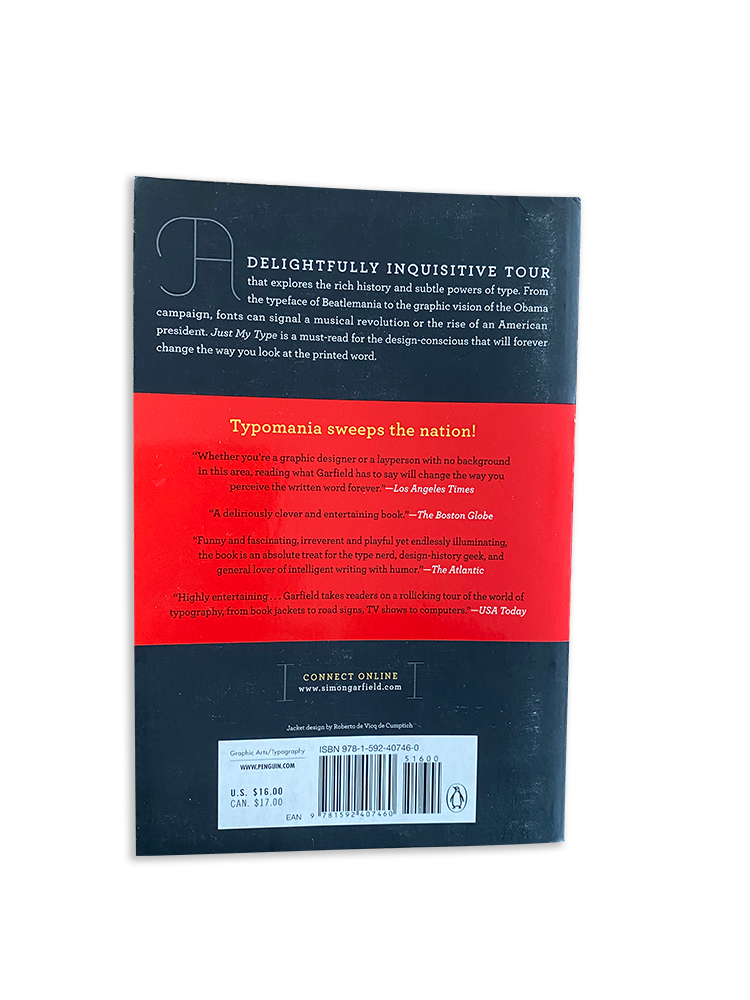 A DELIGHTFULLY INQUISITIVE TOUR
that explores the rich history and subtle powers of type. From
the typeface of Beatlemania to the graphic vision of the Obama
campaign, fonts can signal a musical revolution or the rise of an American
president. Just My Type is a must-read for the design-conscious that will forever
change the way you look at the printed word.
Typomania sweeps the nation!
“Whether you’re a graphic designer or a layperson with no background
in this area, reading what Garfield has to say will change the way you
perceive the written word forever.”—Los Angeles Times
“A deliriously clever and entertaining book.”—The Boston Globe
“Funny and fascinating, irreverent and playful yet endlessly illuminating,
the book is an absolute treat for the type nerd, design-history geek, and
general lover of intelligent writing with humor.”—The Atlantic
“Highly entertaining . . . Garfield takes readers on a rollicking tour of the world of
typography, from book jackets to road signs, TV shows to computers.”—USA Today
CONNECT ONLINE
www.simongarfield.com
Jacket design by Roberto de Vicq de Cumptich
Graphic Arts/Typography
WWW.PENGUIN.COM
U.S. $16.00
CAN. $17.00
ISBN 978-1-592-40746-0
51600
EAN
9 781592 407460